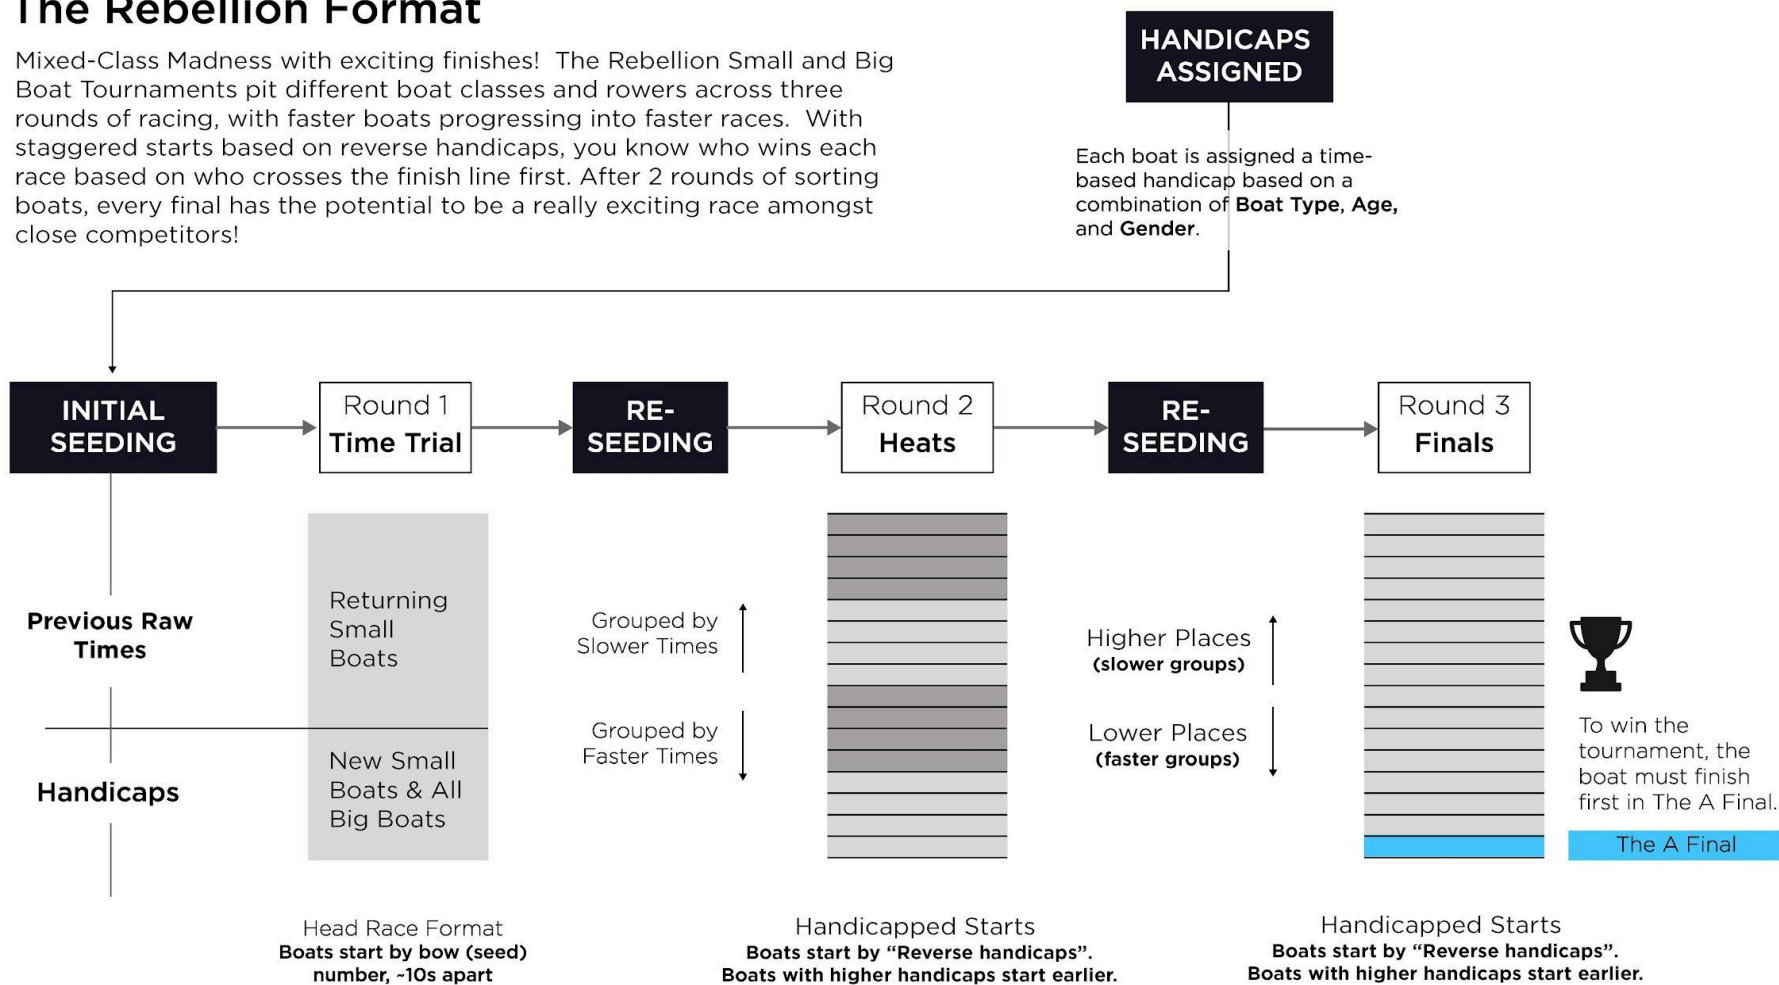 The Rebellion Format
Mixed-Class Madness with exciting finishes! The Rebellion Small and Big
Boat Tournaments pit different boat classes and rowers across three
rounds of racing, with faster boats progressing into faster races. With
staggered starts based on reverse handicaps, you know who wins each
race based on who crosses the finish line first. After 2 rounds of sorting
boats, every final has the potential to be a really exciting race amongst
close competitors!
HANDICAPS
ASSIGNED
Each boat is assigned a time-
based handicap based on a
combination of Boat Type, Age,
and Gender.
INITIAL
SEEDING
Round 1
Time Trial
RE-
SEEDING
Round 2
Heats
RE-
SEEDING
Round 3
Finals
Previous Raw
Times
Handicaps
Returning
Small
Boats
New Small
Boats & All
Big Boats
Head Race Format
Boats start by bow (seed)
number, ~10s apart
Grouped by
Slower Times
Grouped by
Faster Times
Handicapped Starts
Boats start by “Reverse handicaps”.
Boats with higher handicaps start earlier.
Higher Places
(slower groups)
Lower Places
(faster groups)
Handicapped Starts
Boats start by “Reverse handicaps”.
Boats with higher handicaps start earlier.
To win the
tournament, the
boat must finish
first in The A Final.
The A Final